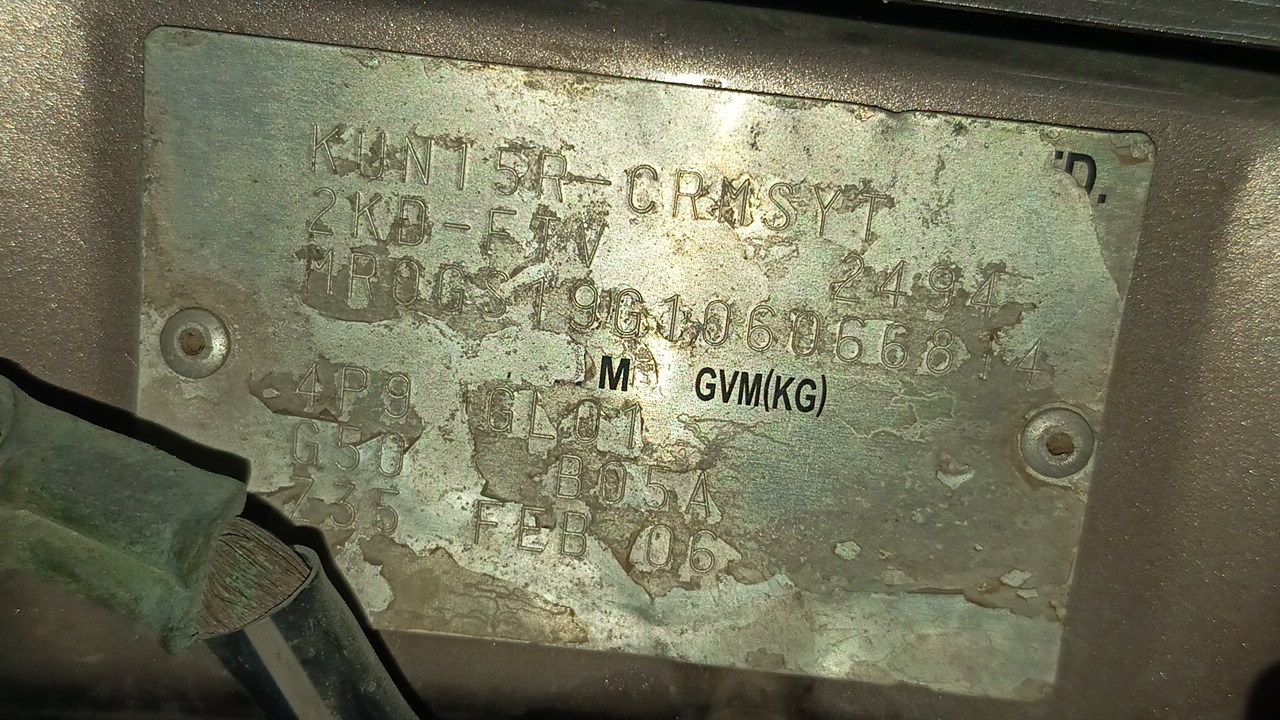 D.
KUN15R-CRMSYT
2KD-FTV 2494
MR0GS19G106066814
M GVM(KG)
4P9 GL01
G50 B05A
Z35 FEB 06